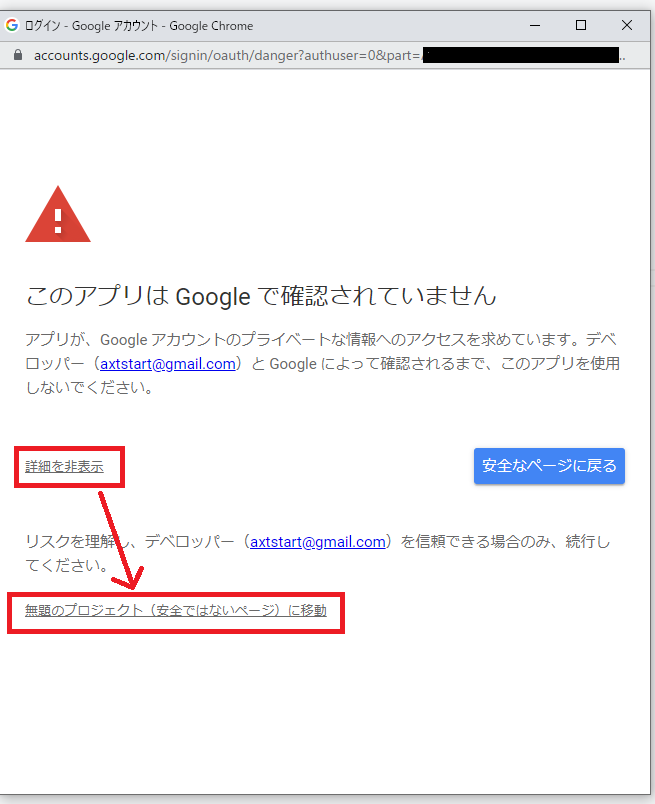 ログイン - Google アカウント - Google Chrome
accounts.google.com/signin/oauth/danger?authuser=0&part=
このアプリは Google で確認されていません
アプリが、Google アカウントのプライベートな情報へのアクセスを求めています。デベ
ロッパー（axtstart@gmail.com）と Google によって確認されるまで、このアプリを使用
しないでください。
詳細を非表示
安全なページに戻る
リスクを理解し、デベロッパー（axtstart@gmail.com）を信頼できる場合のみ、続行し
てください。
無題のプロジェクト（安全ではないページ）に移動